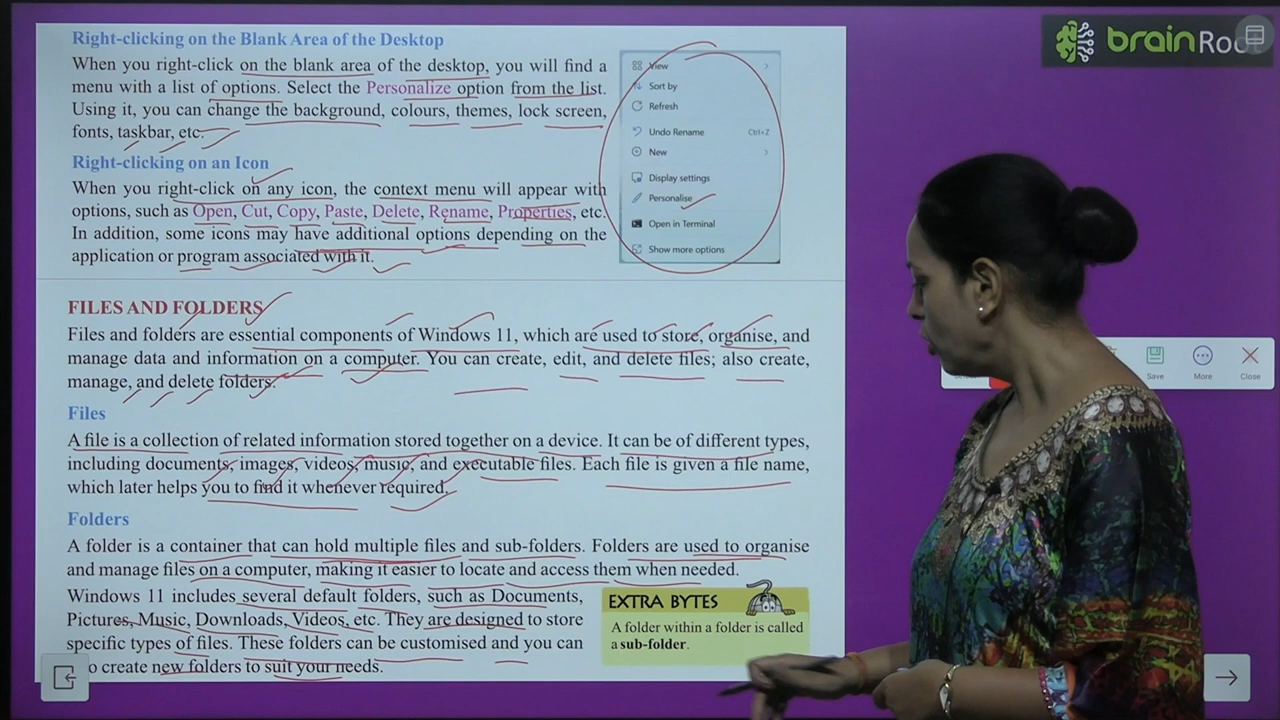 Right-clicking on the Blank Area of the Desktop
When you right-click on the blank area of the desktop, you will find a
menu with a list of options. Select the Personalize option from the list.
Using it, you can change the background, colours, themes, lock screen,
fonts, taskbar, etc.
Right-clicking on an Icon
When you right-click on any icon, the context menu will appear with
options, such as Open, Cut, Copy, Paste, Delete, Rename, Properties, etc.
In addition, some icons may have additional options depending on the
application or program associated with it.
View
Sort by
Refresh
Undo Rename Ctrl+Z
New
Display settings
Personalise
Open in Terminal
Show more options
brain
FILES AND FOLDERS
Files and folders are essential components of Windows 11, which are used to store, organise, and
manage data and information on a computer. You can create, edit, and delete files; also create,
manage, and delete folders.
Files
A file is a collection of related information stored together on a device. It can be of different types,
including documents, images, videos, music, and executable files. Each file is given a file name,
which later helps you to find it whenever required.
Folders
A folder is a container that can hold multiple files and sub-folders. Folders are used to organise
and manage files on a computer, making it easier to locate and access them when needed.
Windows 11 includes several default folders, such as Documents,
Pictures, Music, Downloads, Videos, etc. They are designed to store
specific types of files. These folders can be customised and you can
create new folders to suit your needs.
EXTRA BYTES
A folder within a folder is called
a sub-folder.
Save More Close